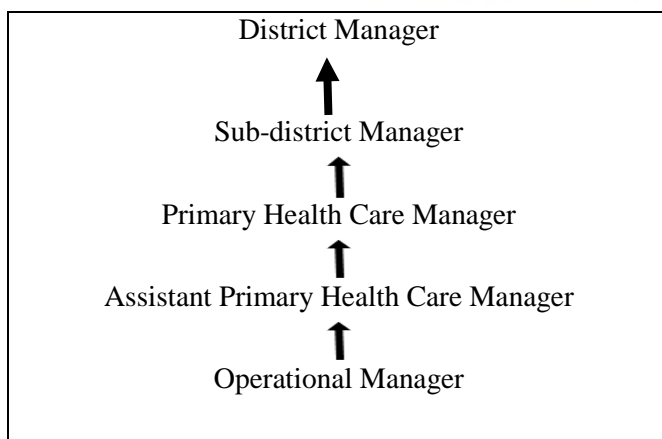 District Manager
Sub-district Manager
Primary Health Care Manager
Assistant Primary Health Care Manager
Operational Manager